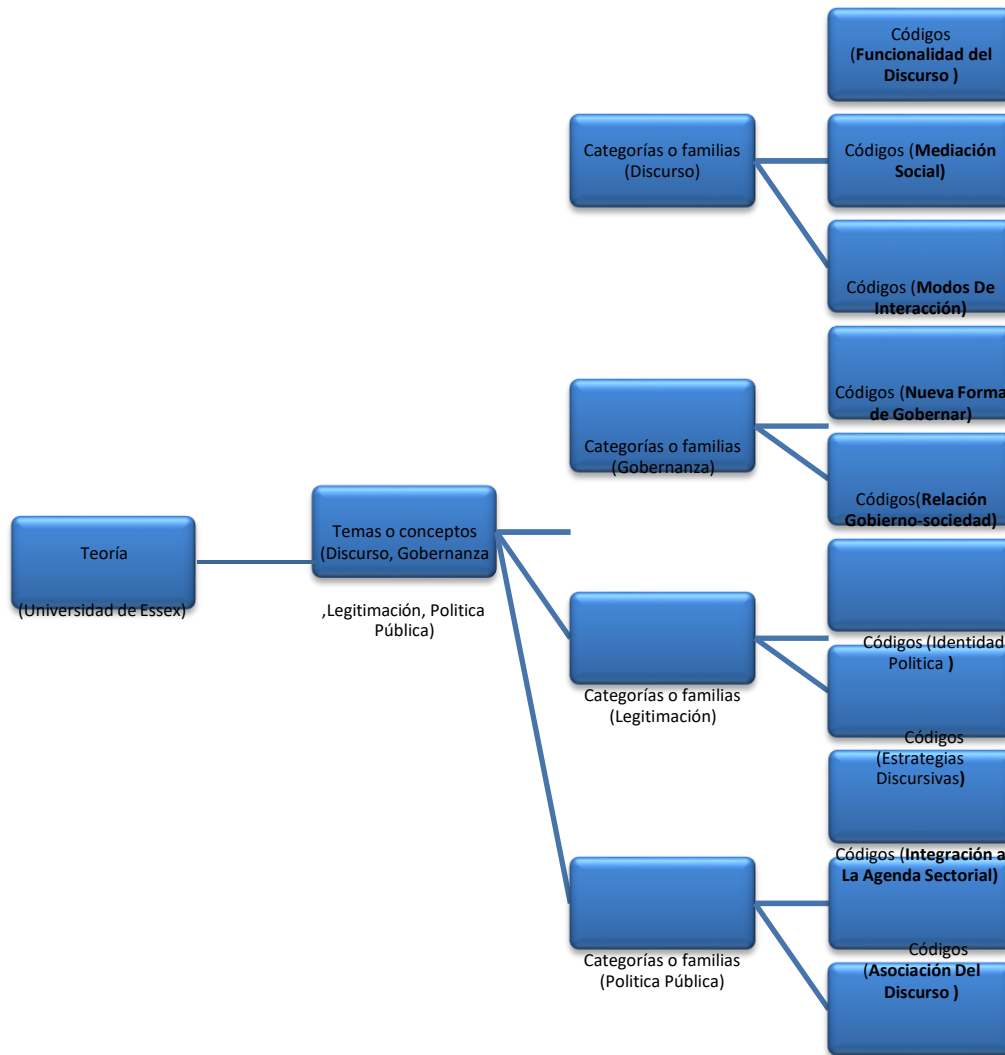 Teoría
(Universidad de Essex)
Temas o conceptos
(Discurso, Gobernanza
,Legitimación, Politica
Pública)
Categorías o familias
(Discurso)
Códigos
(Funcionalidad del
Discurso )
Códigos (Mediación
Social)
Códigos (Modos De
Interacción)
Categorías o familias
(Gobernanza)
Códigos (Nueva Forma
de Gobernar)
Códigos(Relación
Gobierno-sociedad)
Categorías o familias
(Legitimación)
Códigos (Identidad
Politica )
Códigos
(Estrategias
Discursivas)
Categorías o familias
(Politica Pública)
Códigos (Integración a
La Agenda Sectorial)
Códigos
(Asociación Del
Discurso )